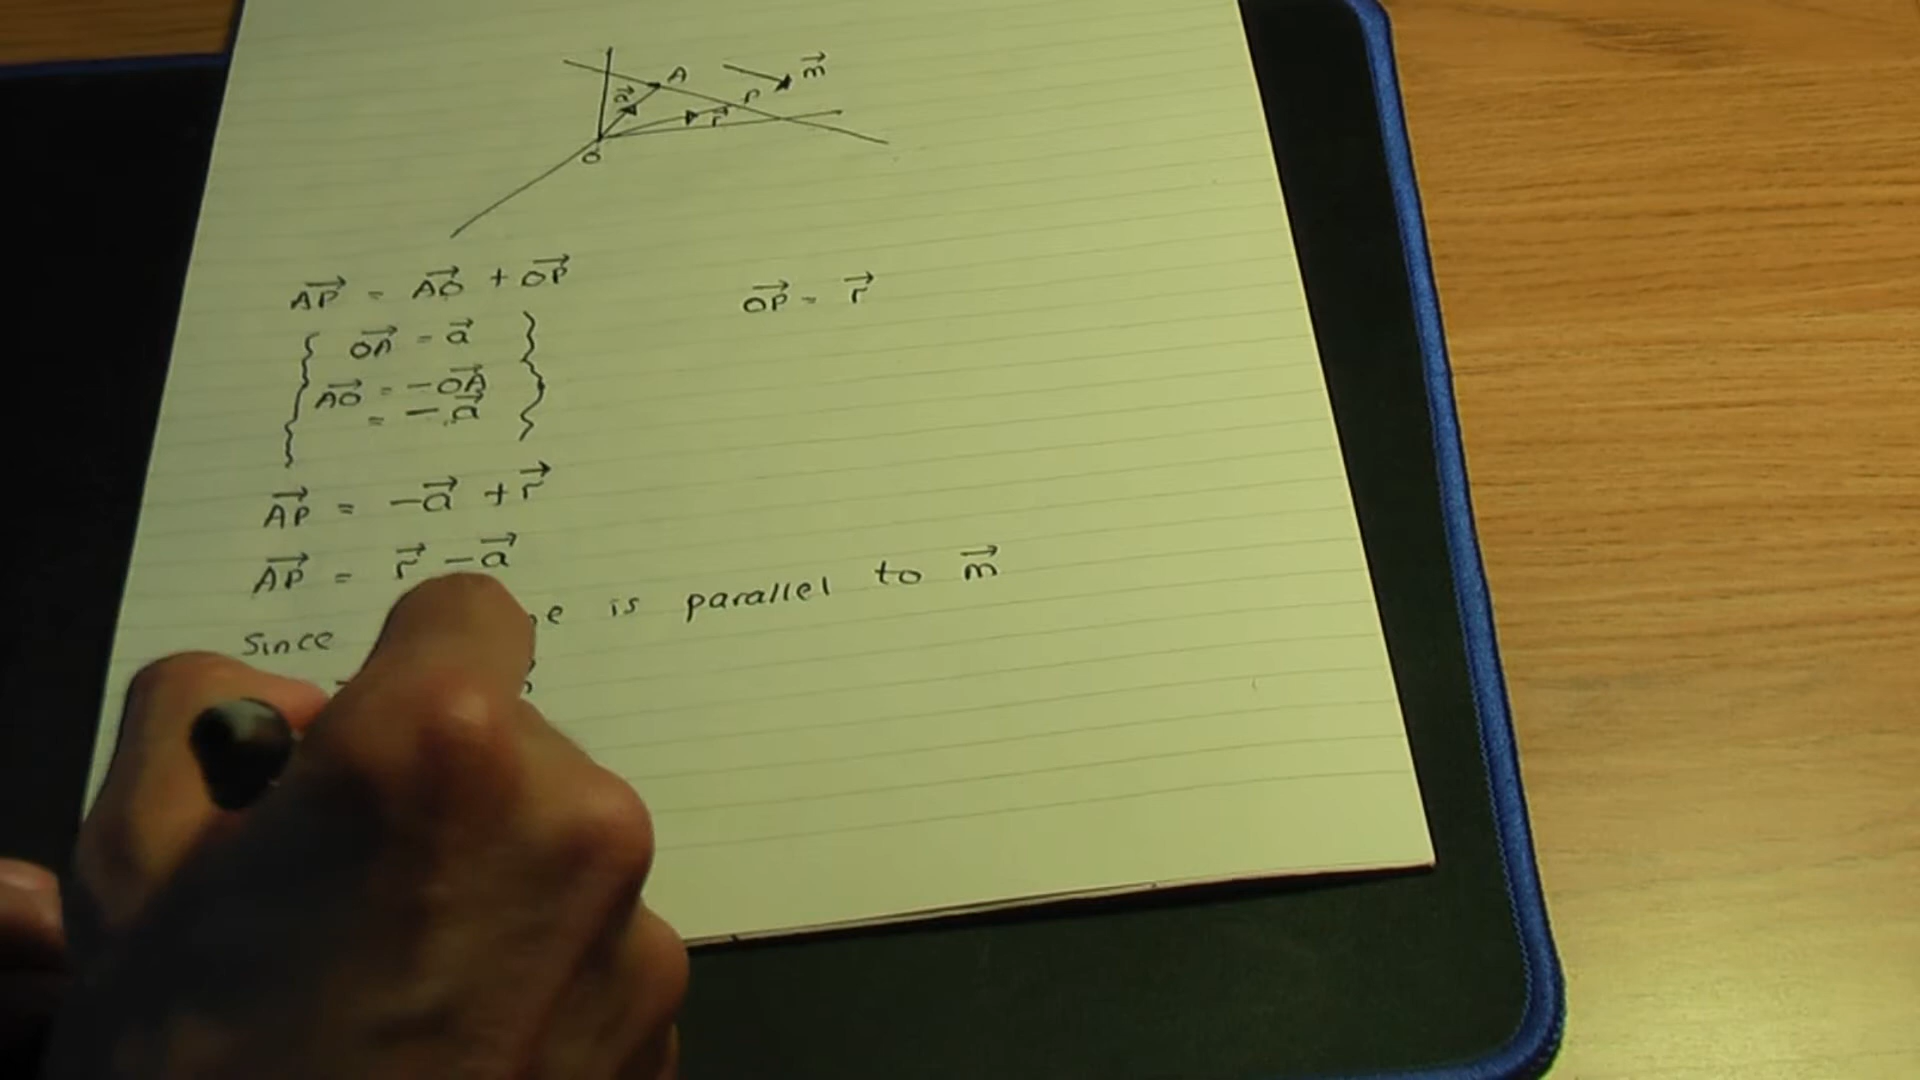 A
m⃗
a⃗
P
r⃗
O
A⃗P⃗ = A⃗O⃗ + O⃗P⃗
O⃗P⃗ = r⃗
O⃗A⃗ = a⃗
A⃗O⃗ = -O⃗A⃗
= -a⃗
A⃗P⃗ = -a⃗ + r⃗
A⃗P⃗ = r⃗ - a⃗
Since is parallel to m⃗